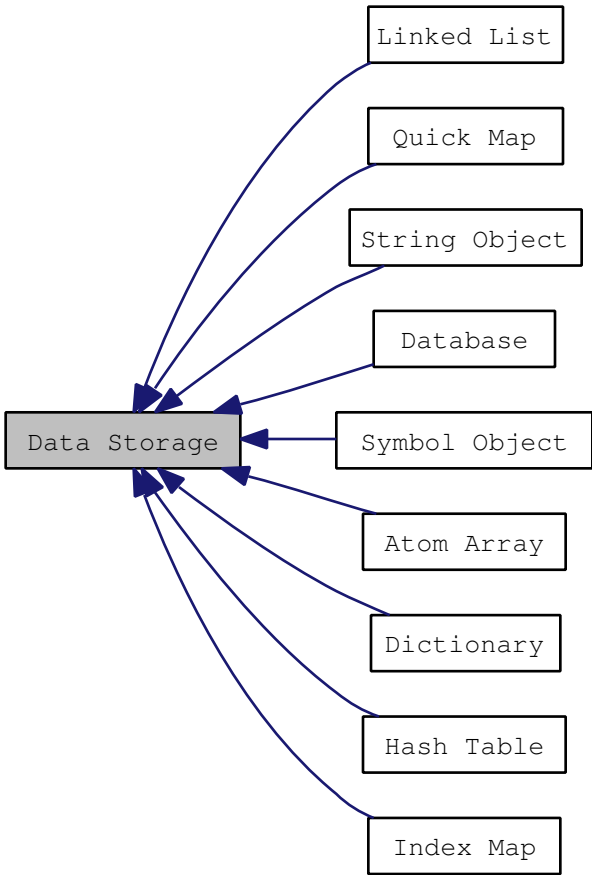 Linked List
Quick Map
String Object
Database
Data Storage
Symbol Object
Atom Array
Dictionary
Hash Table
Index Map